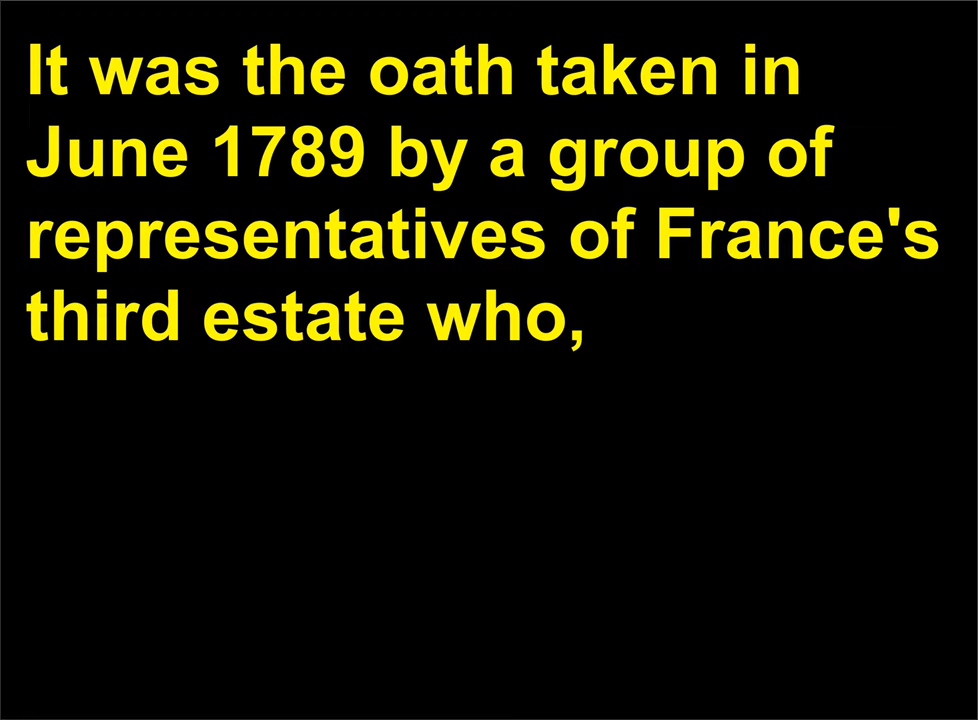 It was the oath taken in
June 1789 by a group of
representatives of France's
third estate who,